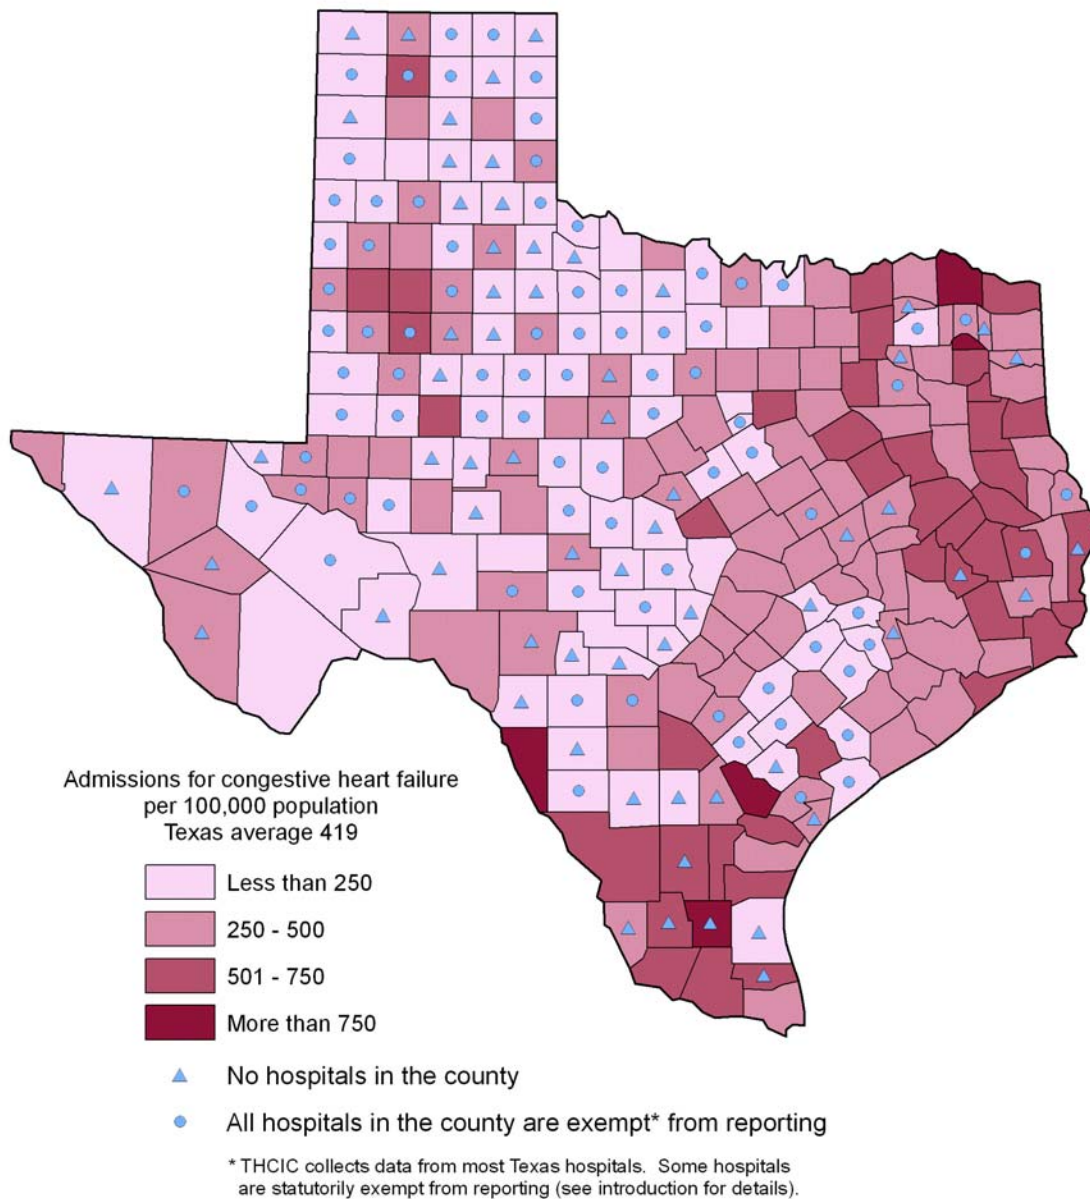 Admissions for congestive heart failure
per 100,000 population
Texas average 419
Less than 250
250 - 500
501 - 750
More than 750
No hospitals in the county
All hospitals in the county are exempt* from reporting
* THCIC collects data from most Texas hospitals. Some hospitals
are statutorily exempt from reporting (see introduction for details).